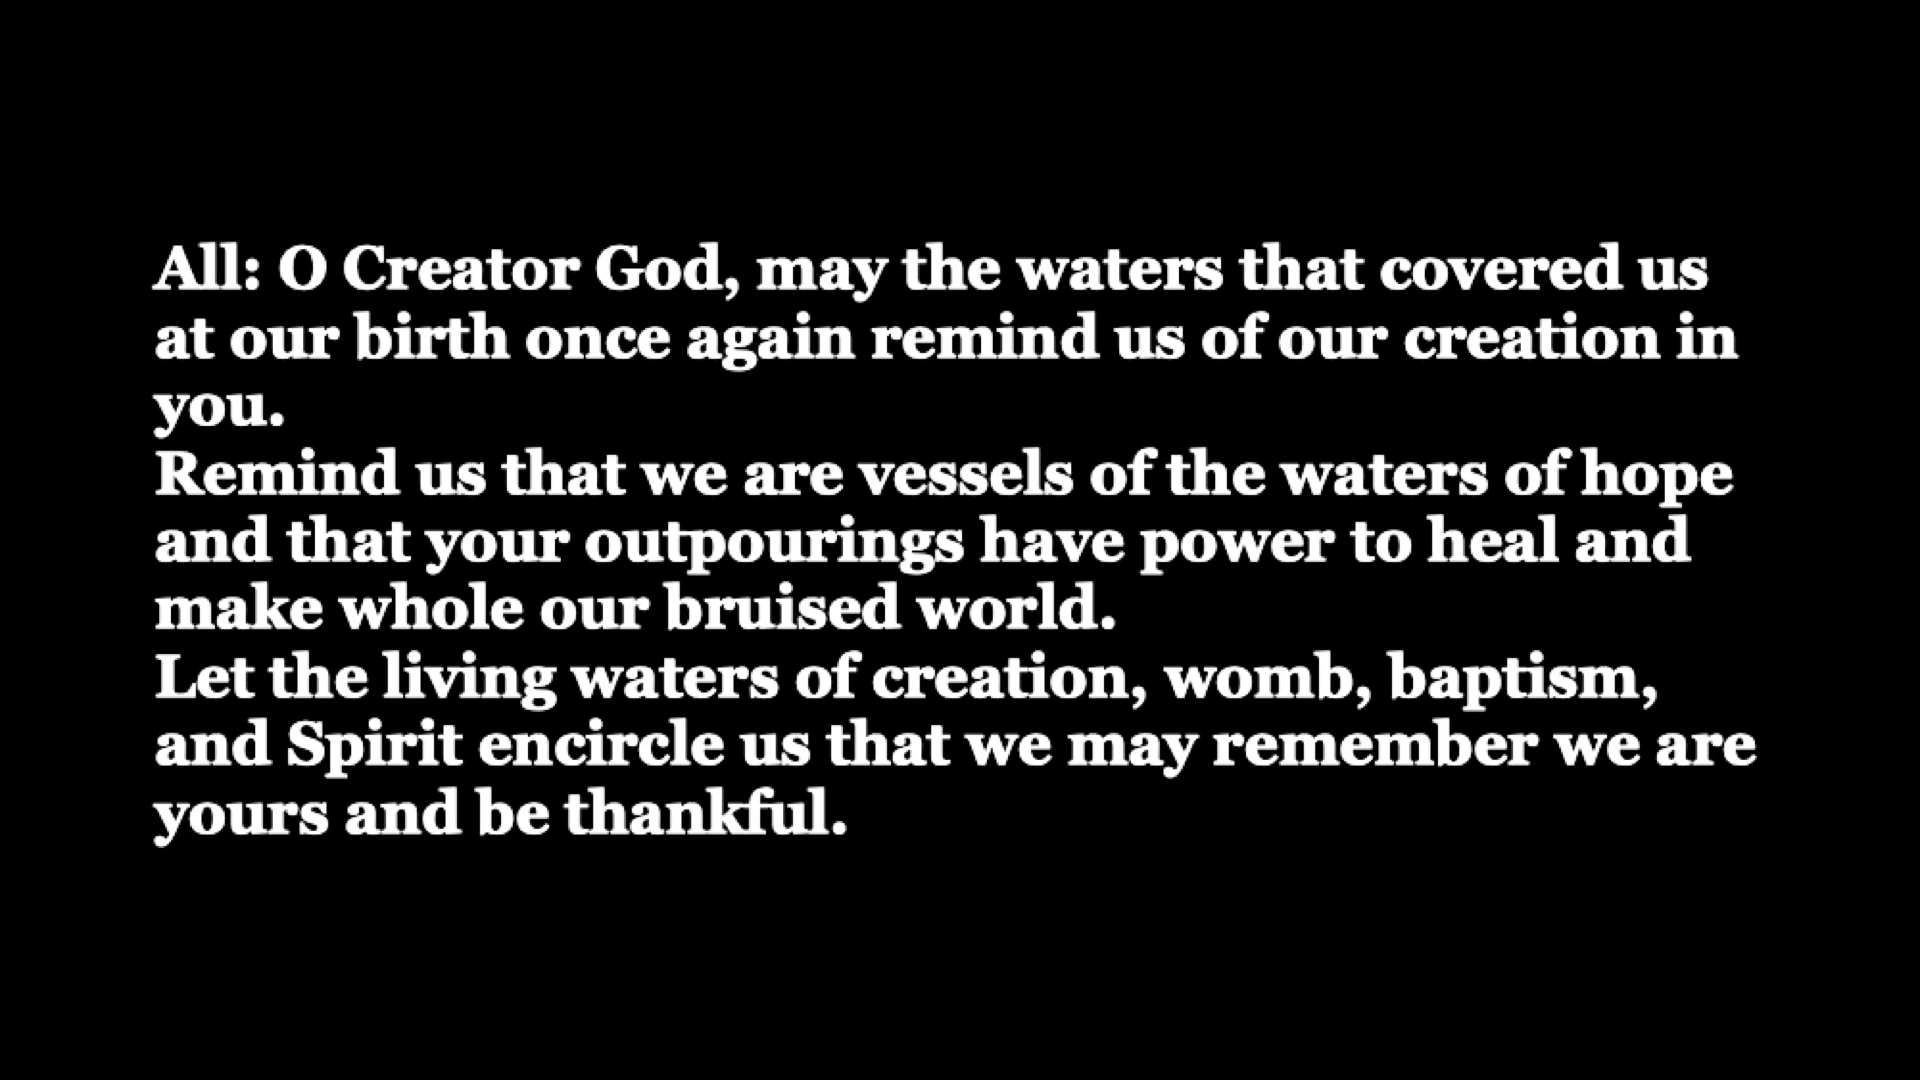 All: O Creator God, may the waters that covered us
at our birth once again remind us of our creation in
you.
Remind us that we are vessels of the waters of hope
and that your outpourings have power to heal and
make whole our bruised world.
Let the living waters of creation, womb, baptism,
and Spirit encircle us that we may remember we are
yours and be thankful.